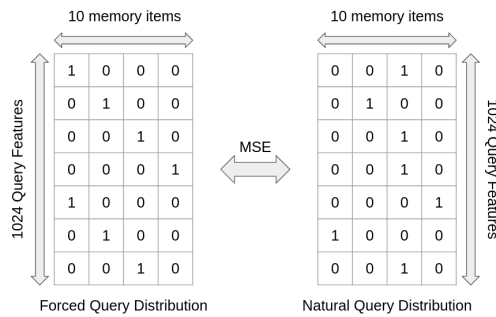 10 memory items 10 memory items
1 0 0 0 0 0 1 0
0 1 0 0 0 1 0 0
0 0 1 0 0 0 1 0
0 0 0 1 0 0 1 0
1 0 0 0 0 0 0 1
0 1 0 0 1 0 0 0
0 0 1 0 0 0 1 0
1024 Query Features
MSE
1024 Query Features
Forced Query Distribution Natural Query Distribution